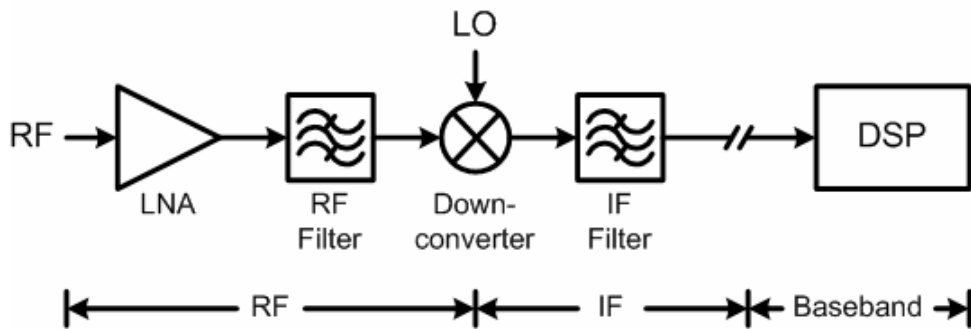 LO
RF
DSP
LNA
RF
Filter
Down-
converter
IF
Filter
RF
IF
Baseband